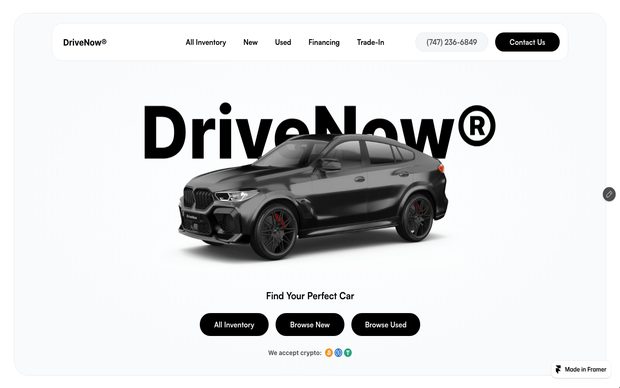 DriveNow®
All Inventory
New
Used
Financing
Trade-In
(747) 236-6849
Contact Us
DriveNow®
Find Your Perfect Car
All Inventory
Browse New
Browse Used
We accept crypto:
Made in Framer